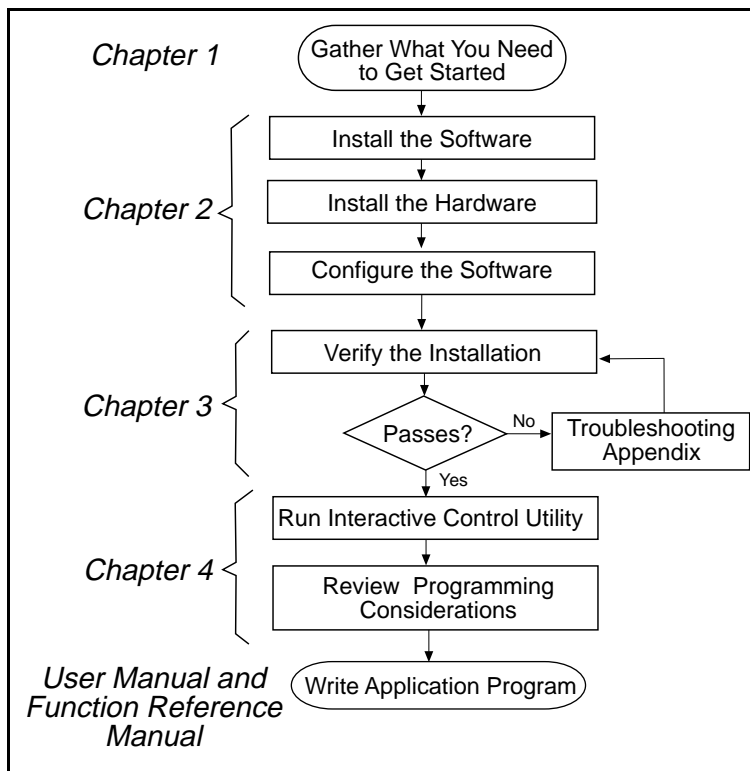 Chapter 1
Gather What You Need
to Get Started
Install the Software
Chapter 2
Install the Hardware
Configure the Software
Verify the Installation
Chapter 3
Passes?
No
Troubleshooting
Appendix
Yes
Run Interactive Control Utility
Chapter 4
Review Programming
Considerations
User Manual and
Function Reference
Manual
Write Application Program